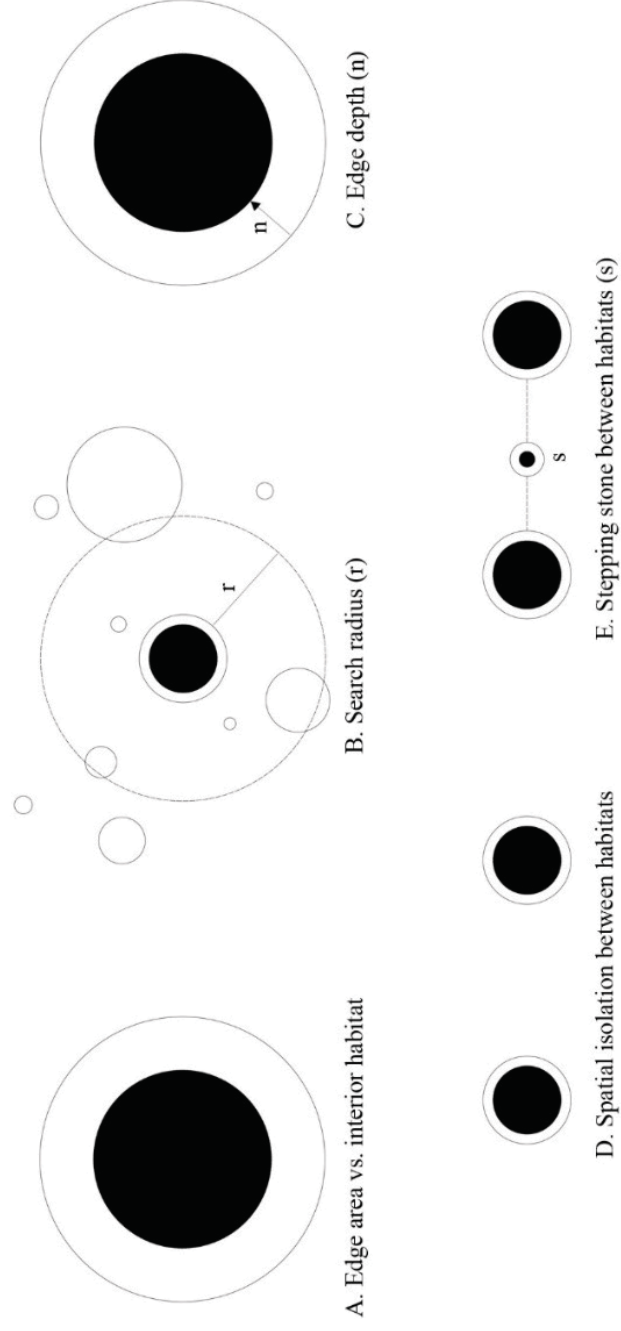 A. Edge area vs. interior habitat
r
B. Search radius (r)
n
C. Edge depth (n)
D. Spatial isolation between habitats
s
E. Stepping stone between habitats (s)